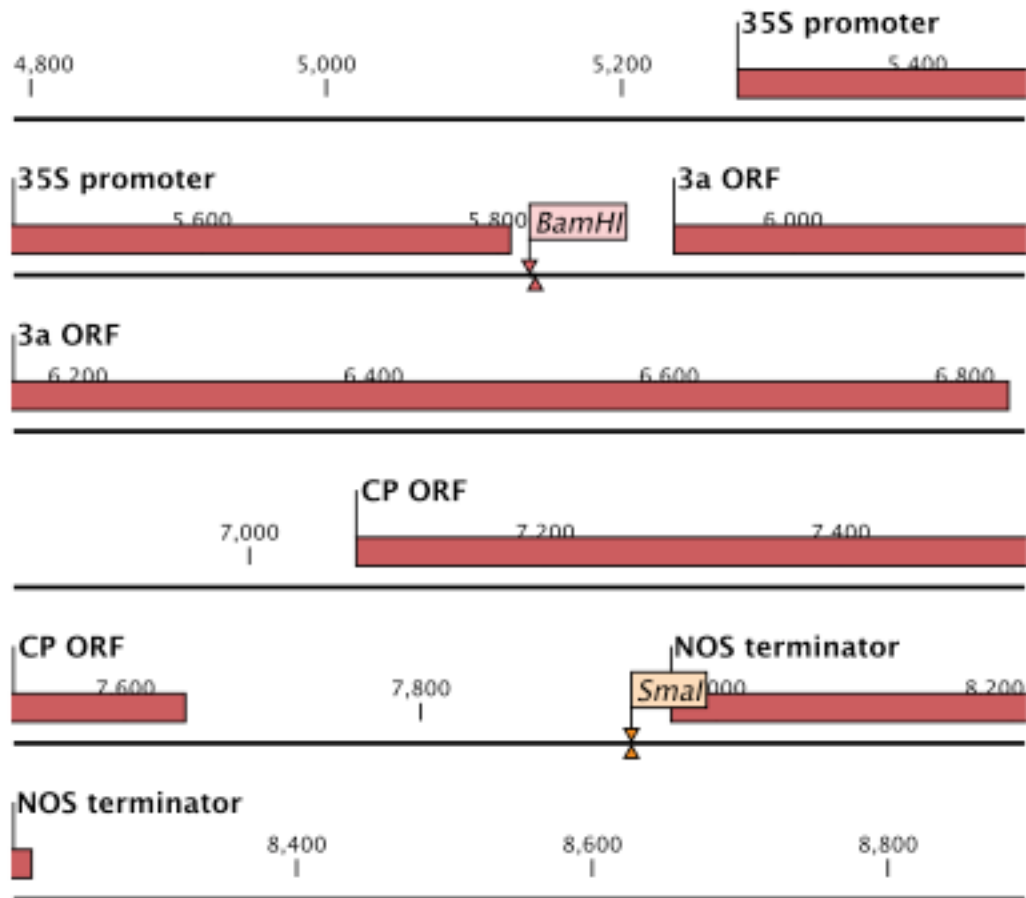 35S promoter
4,800 5,000 5,200 5,400
35S promoter 3a ORF
5,600 5,800 BamHI 6,000
3a ORF
6,200 6,400 6,600 6,800
CP ORF
7,000 7,200 7,400
CP ORF NOS terminator
7,600 7,800 SmaI 000 8,200
NOS terminator
8,400 8,600 8,800